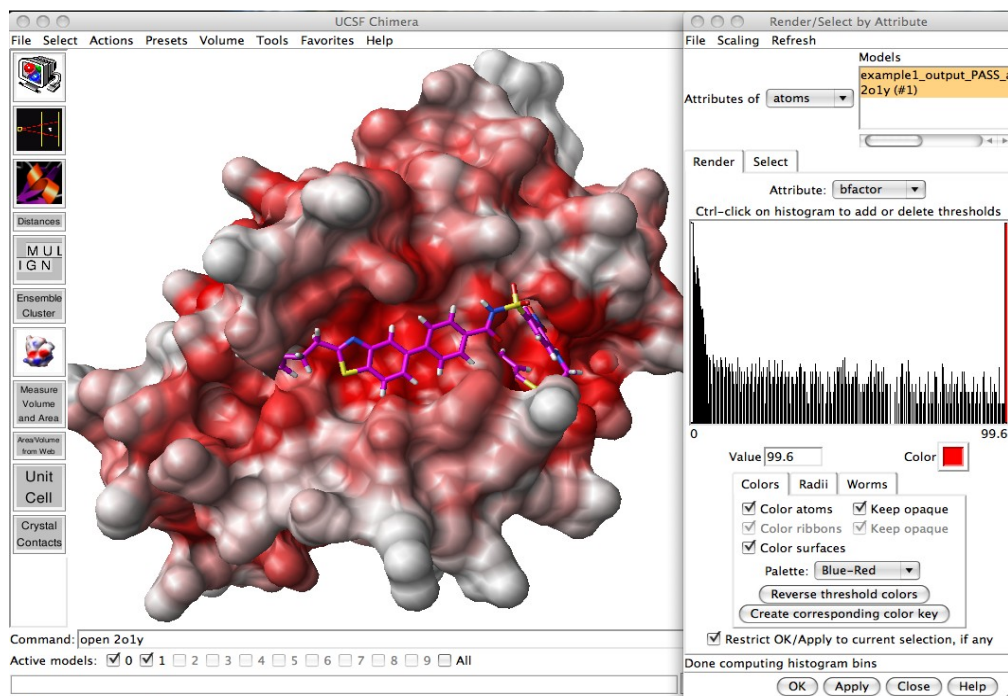 UCSF Chimera
File Select Actions Presets Volume Tools Favorites Help
Distances
MUL
IGN
Ensemble
Cluster
Measure
Volume
and Area
Area/Volume
from Web
Unit
Cell
Crystal
Contacts
Command: open 2o1y
Active models: 0 1 2 3 4 5 6 7 8 9 All
Render/Select by Attribute
File Scaling Refresh
Models
example1_output_PASS_a
2o1y (#1)
Attributes of atoms
Render Select
Attribute: bfactor
Ctrl-click on histogram to add or delete thresholds
0 99.6
Value 99.6 Color
Colors Radii Worms
Color atoms Keep opaque
Color ribbons Keep opaque
Color surfaces
Palette: Blue-Red
Reverse threshold colors
Create corresponding color key
Restrict OK/Apply to current selection, if any
Done computing histogram bins
OK Apply Close Help